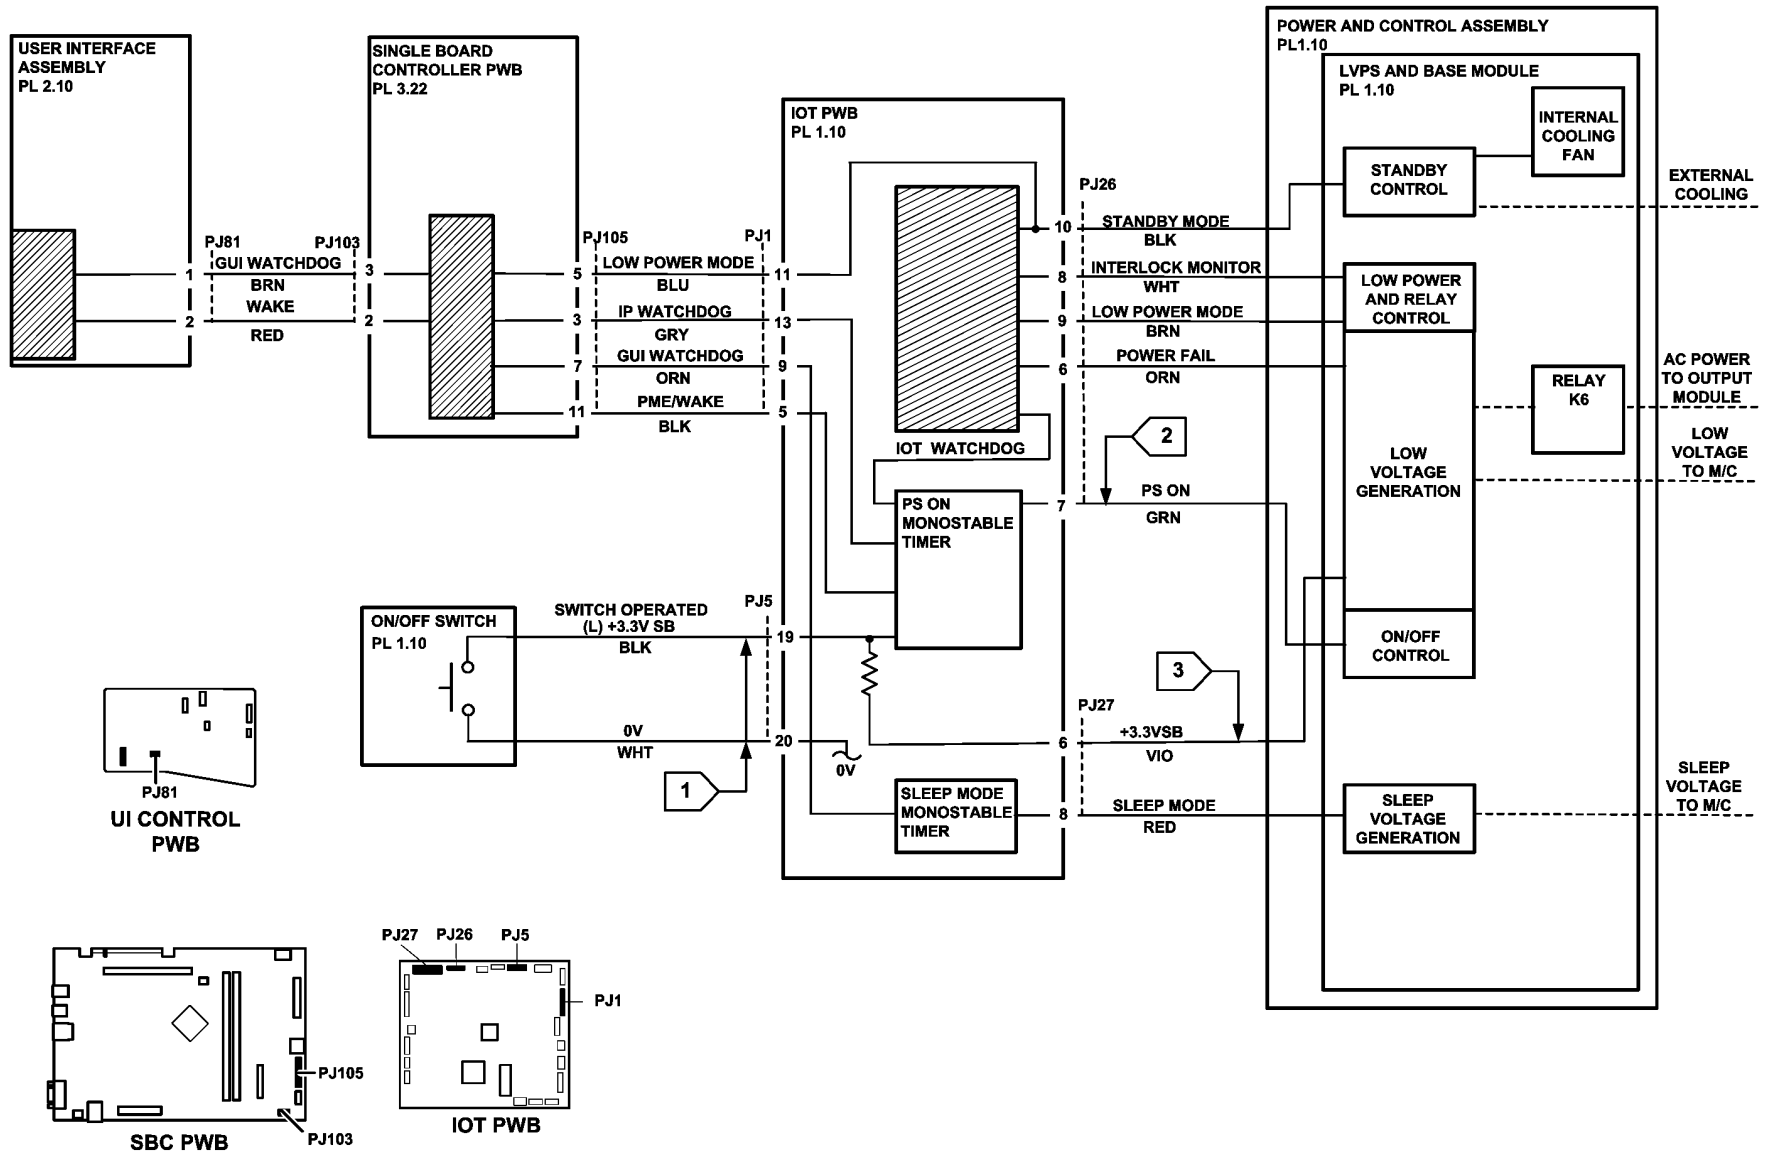 USER INTERFACE
ASSEMBLY
PL 2.10
PJ81
PJ103
1
GUI WATCHDOG
BRN
3
2
WAKE
RED
2
SINGLE BOARD
CONTROLLER PWB
PL 3.22
PJ105
PJ1
5
LOW POWER MODE
BLU
11
3
IP WATCHDOG
GRY
13
7
GUI WATCHDOG
ORN
9
11
PME/WAKE
BLK
5
IOT PWB
PL 1.10
IOT WATCHDOG
PS ON
MONOSTABLE
TIMER
PJ26
10
STANDBY MODE
BLK
8
INTERLOCK MONITOR
WHT
9
LOW POWER MODE
BRN
6
POWER FAIL
ORN
2
7
PS ON
GRN
ON/OFF SWITCH
PL 1.10
SWITCH OPERATED
(L) +3.3V SB
BLK
PJ5
19
0V
WHT
20
0V
1
3
PJ27
6
+3.3VSB
VIO
SLEEP MODE
MONOSTABLE
TIMER
8
SLEEP MODE
RED
POWER AND CONTROL ASSEMBLY
PL1.10
LVPS AND BASE MODULE
PL 1.10
INTERNAL
COOLING
FAN
STANDBY
CONTROL
EXTERNAL
COOLING
LOW POWER
AND RELAY
CONTROL
RELAY
K6
AC POWER
TO OUTPUT
MODULE
LOW
VOLTAGE
GENERATION
LOW
VOLTAGE
TO M/C
ON/OFF
CONTROL
SLEEP
VOLTAGE
GENERATION
SLEEP
VOLTAGE
TO M/C
PJ81
UI CONTROL
PWB
PJ105
PJ103
SBC PWB
PJ27
PJ26
PJ5
PJ1
IOT PWB